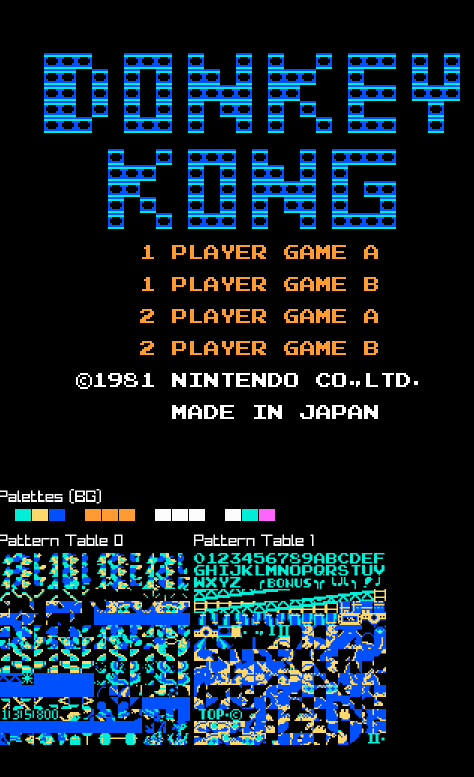 DONKEY
KONG
1 PLAYER GAME A
1 PLAYER GAME B
2 PLAYER GAME A
2 PLAYER GAME B
©1981 NINTENDO CO.,LTD.
MADE IN JAPAN
Palettes (BG)
Pattern Table 0
Pattern Table 1
0123456789ABCDEF
GHIJKLMNOPQRSTUV
WXYZ BONUS
TOP-©